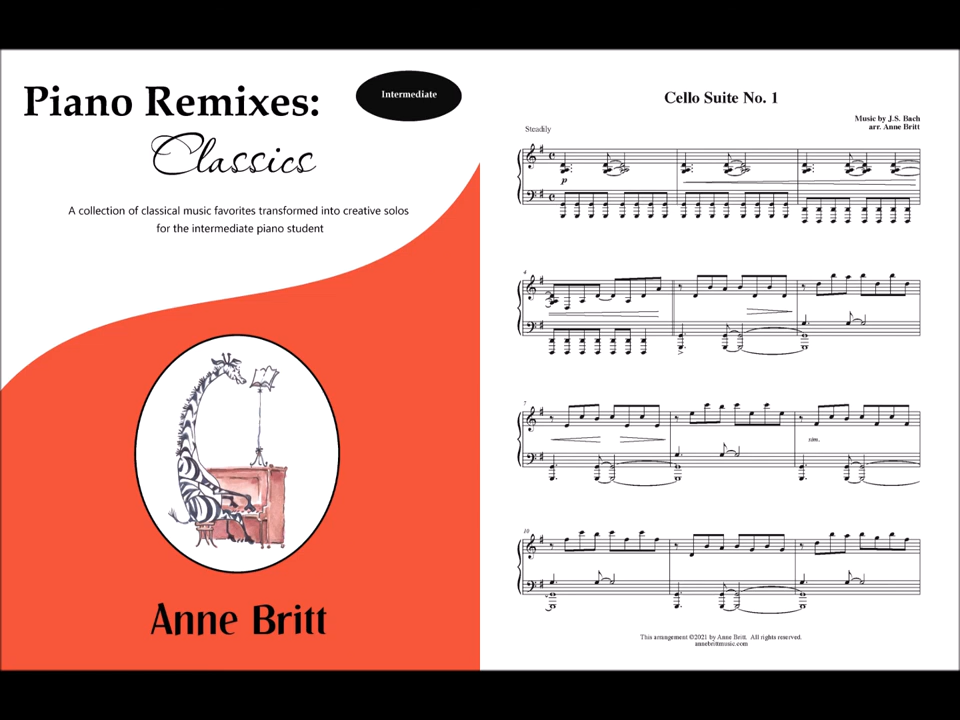 Piano Remixes:
Classics
Intermediate
A collection of classical music favorites transformed into creative solos
for the intermediate piano student
Anne Britt
Cello Suite No. 1
Music by J.S. Bach
arr. Anne Britt
Steadily
p
4
7
sim.
10
This arrangement ©2021 by Anne Britt. All rights reserved.
annebrittmusic.com